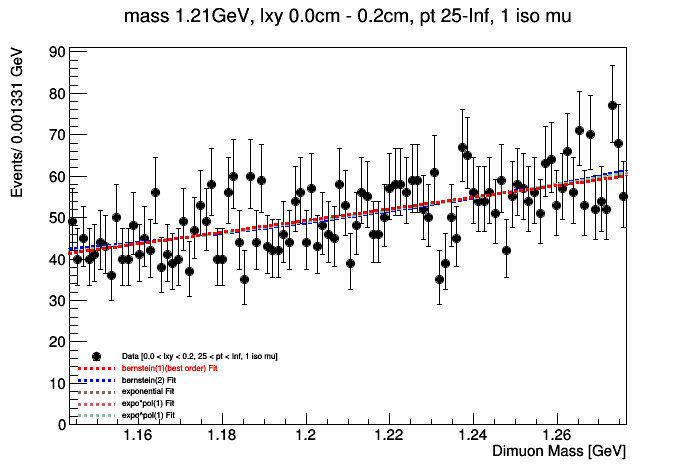 mass 1.21GeV, lxy 0.0cm - 0.2cm, pt 25-Inf, 1 iso mu
Events/ 0.001331 GeV
90
80
70
60
50
40
30
20
10
0
Data [0.0 < lxy < 0.2, 25 < pt < Inf, 1 iso mu]
bernstein(1)(best order) Fit
bernstein(2) Fit
exponential Fit
expo*pol(1) Fit
expo^pol(1) Fit
1.16 1.18 1.2 1.22 1.24 1.26
Dimuon Mass [GeV]